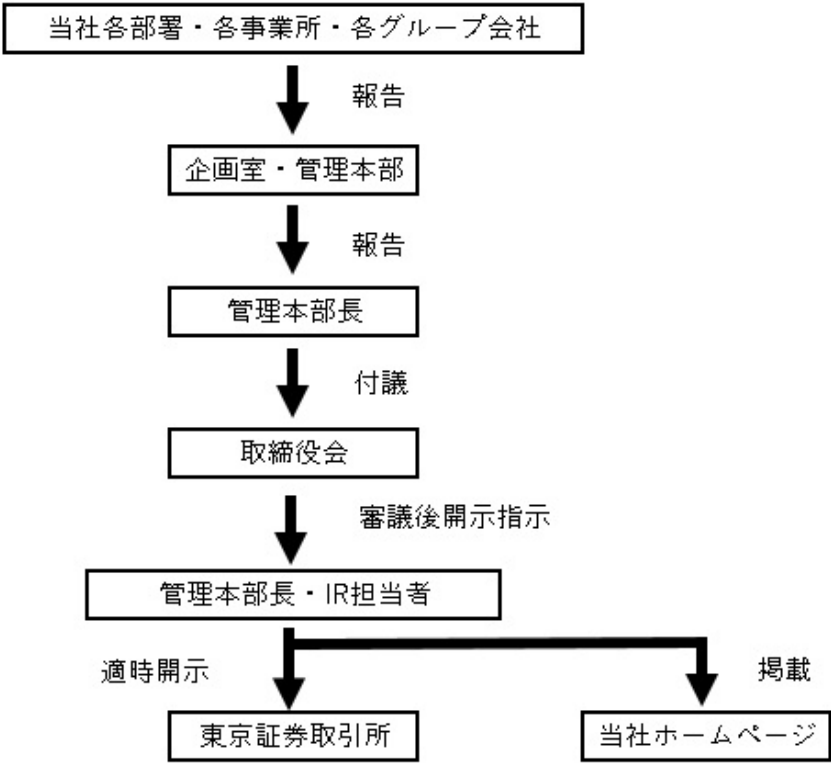 当社各部署・各事業所・各グループ会社
報告
企画室・管理本部
報告
管理本部長
付議
取締役会
審議後開示指示
管理本部長・IR担当者
適時開示
掲載
東京証券取引所
当社ホームページ